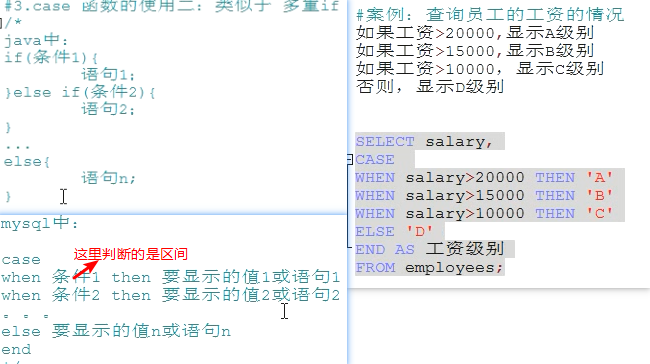 #3.case 函数的使用二：类似于 多重if
/*
java中：
if(条件1){
语句1;
}else if(条件2){
语句2;
}
...
else{
语句n;
}
mysql中：
这里判断的是区间
case
when 条件1 then 要显示的值1或语句1
when 条件2 then 要显示的值2或语句2
。。。
else 要显示的值n或语句n
end
#案例：查询员工的工资的情况
如果工资>20000,显示A级别
如果工资>15000,显示B级别
如果工资>10000，显示C级别
否则，显示D级别
SELECT salary,
CASE
WHEN salary>20000 THEN 'A'
WHEN salary>15000 THEN 'B'
WHEN salary>10000 THEN 'C'
ELSE 'D'
END AS 工资级别
FROM employees;